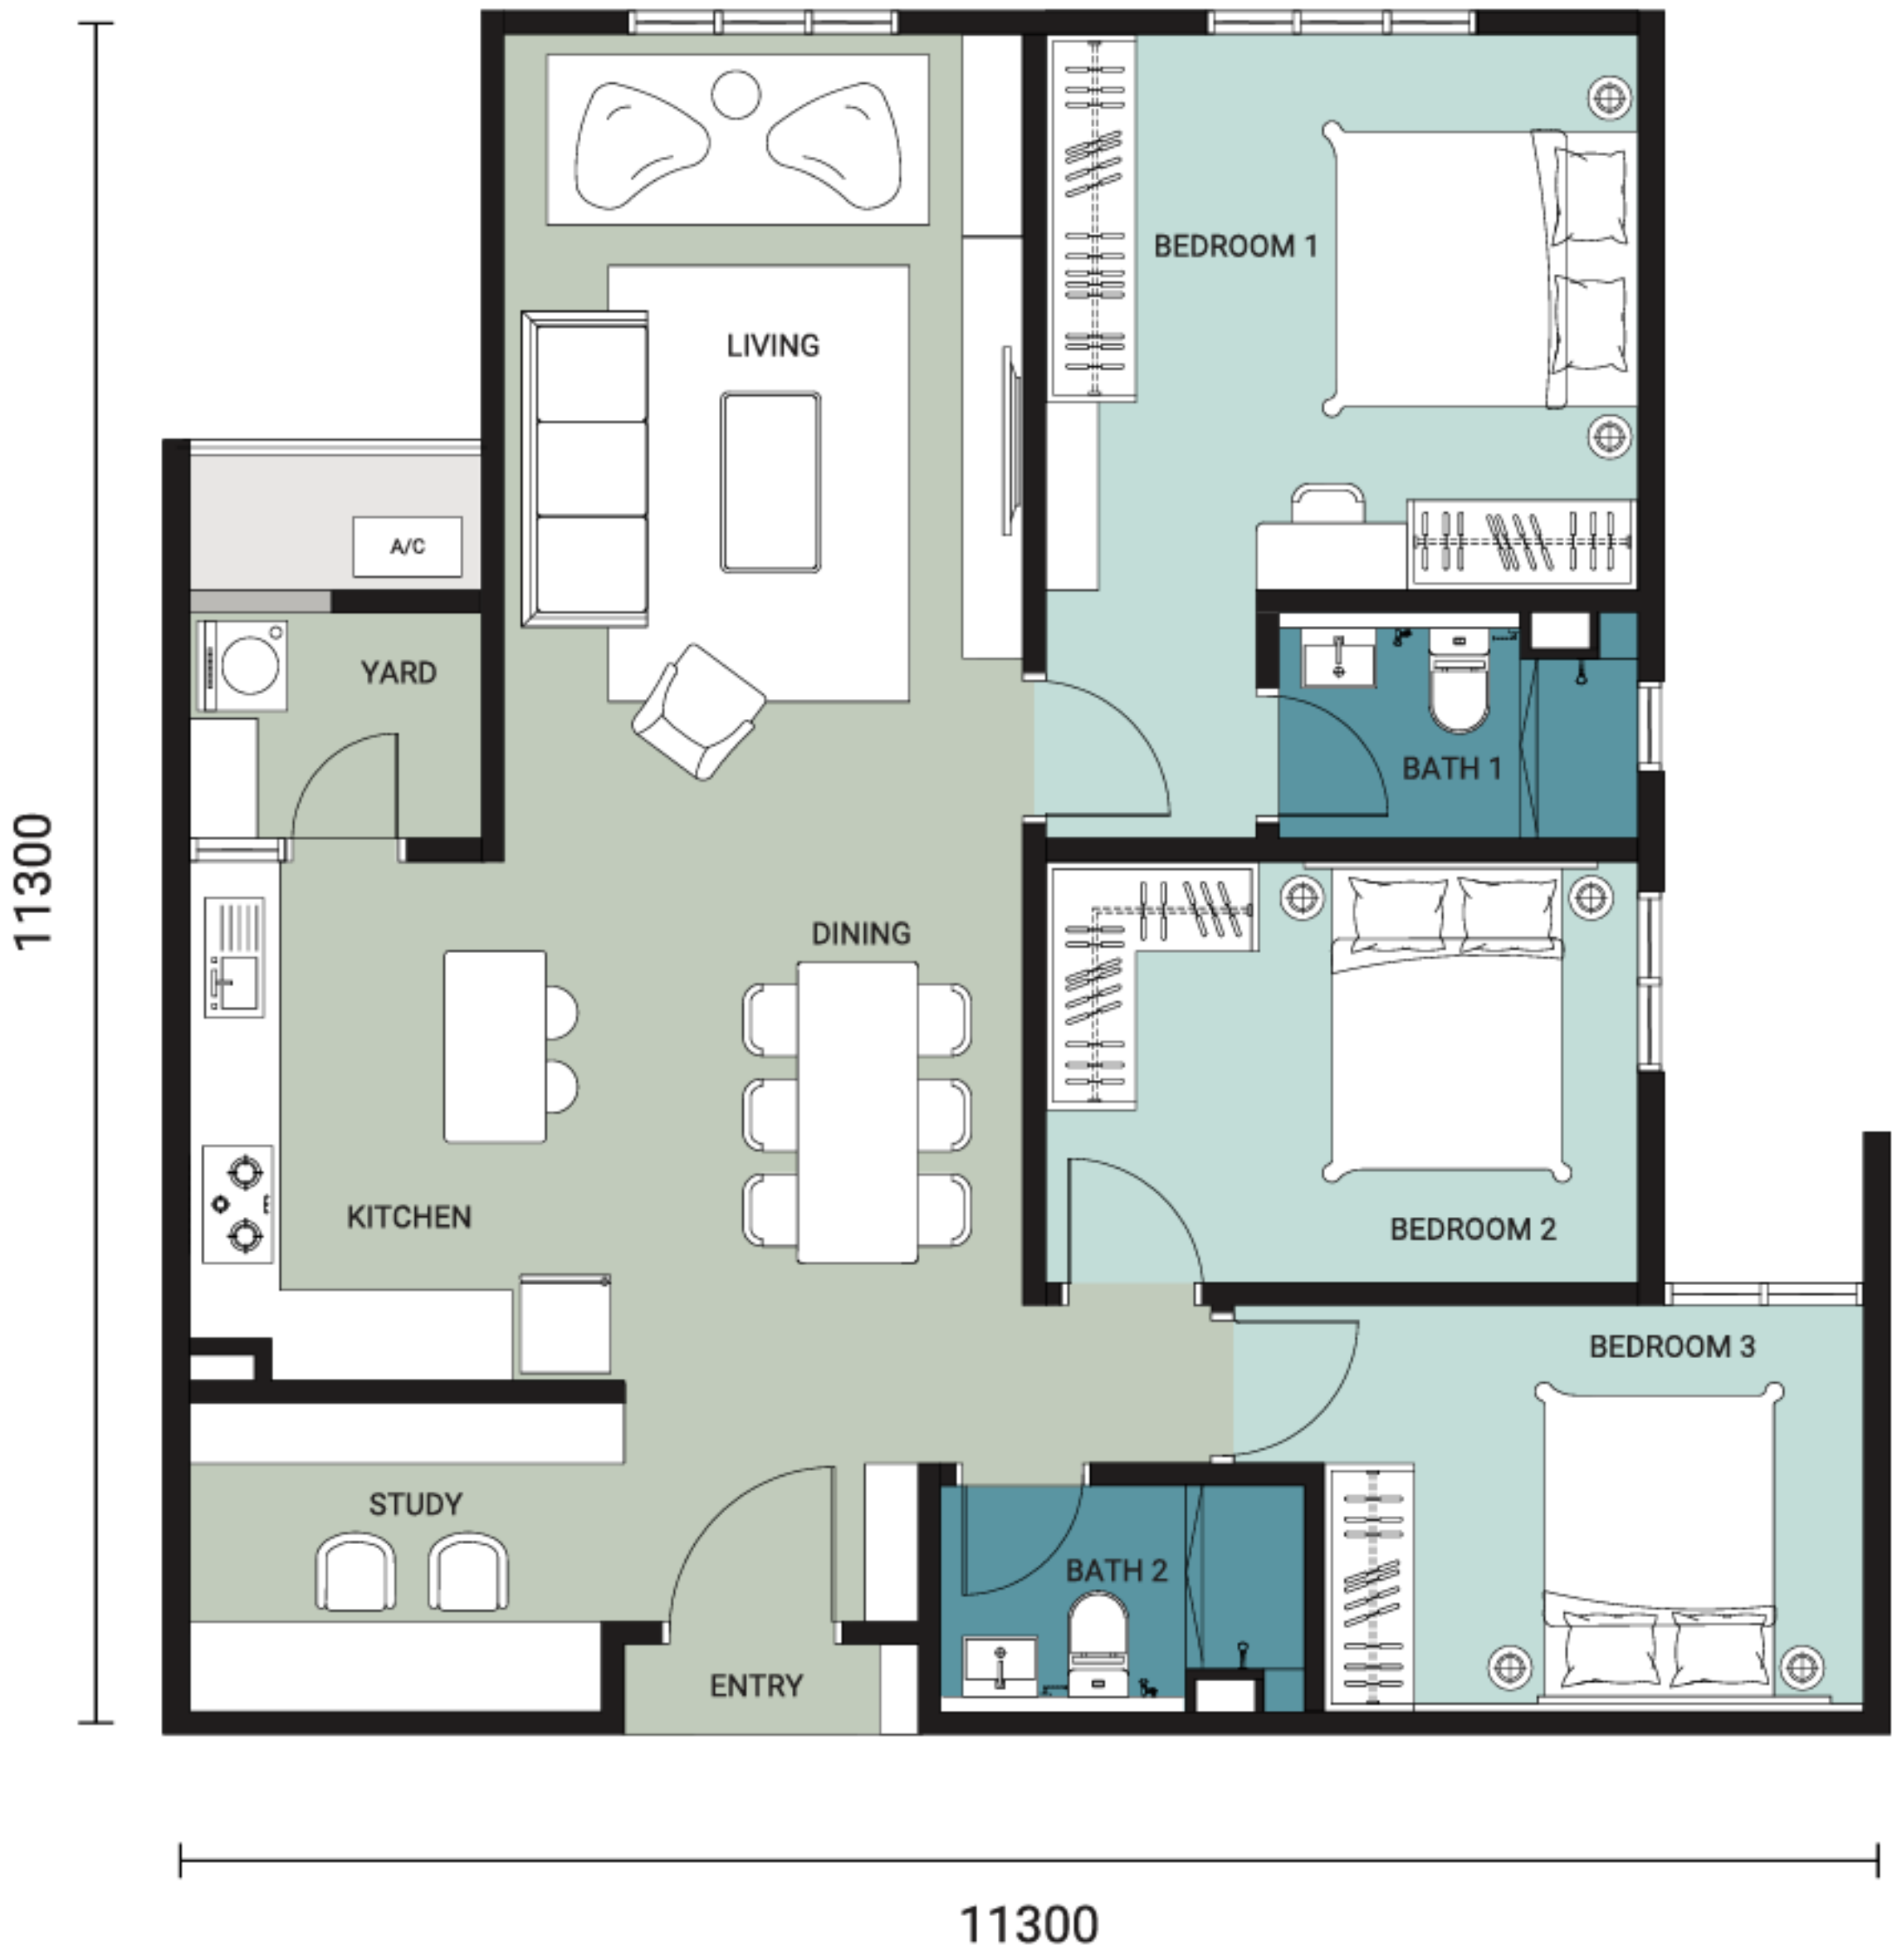 BEDROOM 1
LIVING
A/C
YARD
BATH 1
11300
DINING
KITCHEN
BEDROOM 2
BEDROOM 3
STUDY
BATH 2
ENTRY
11300